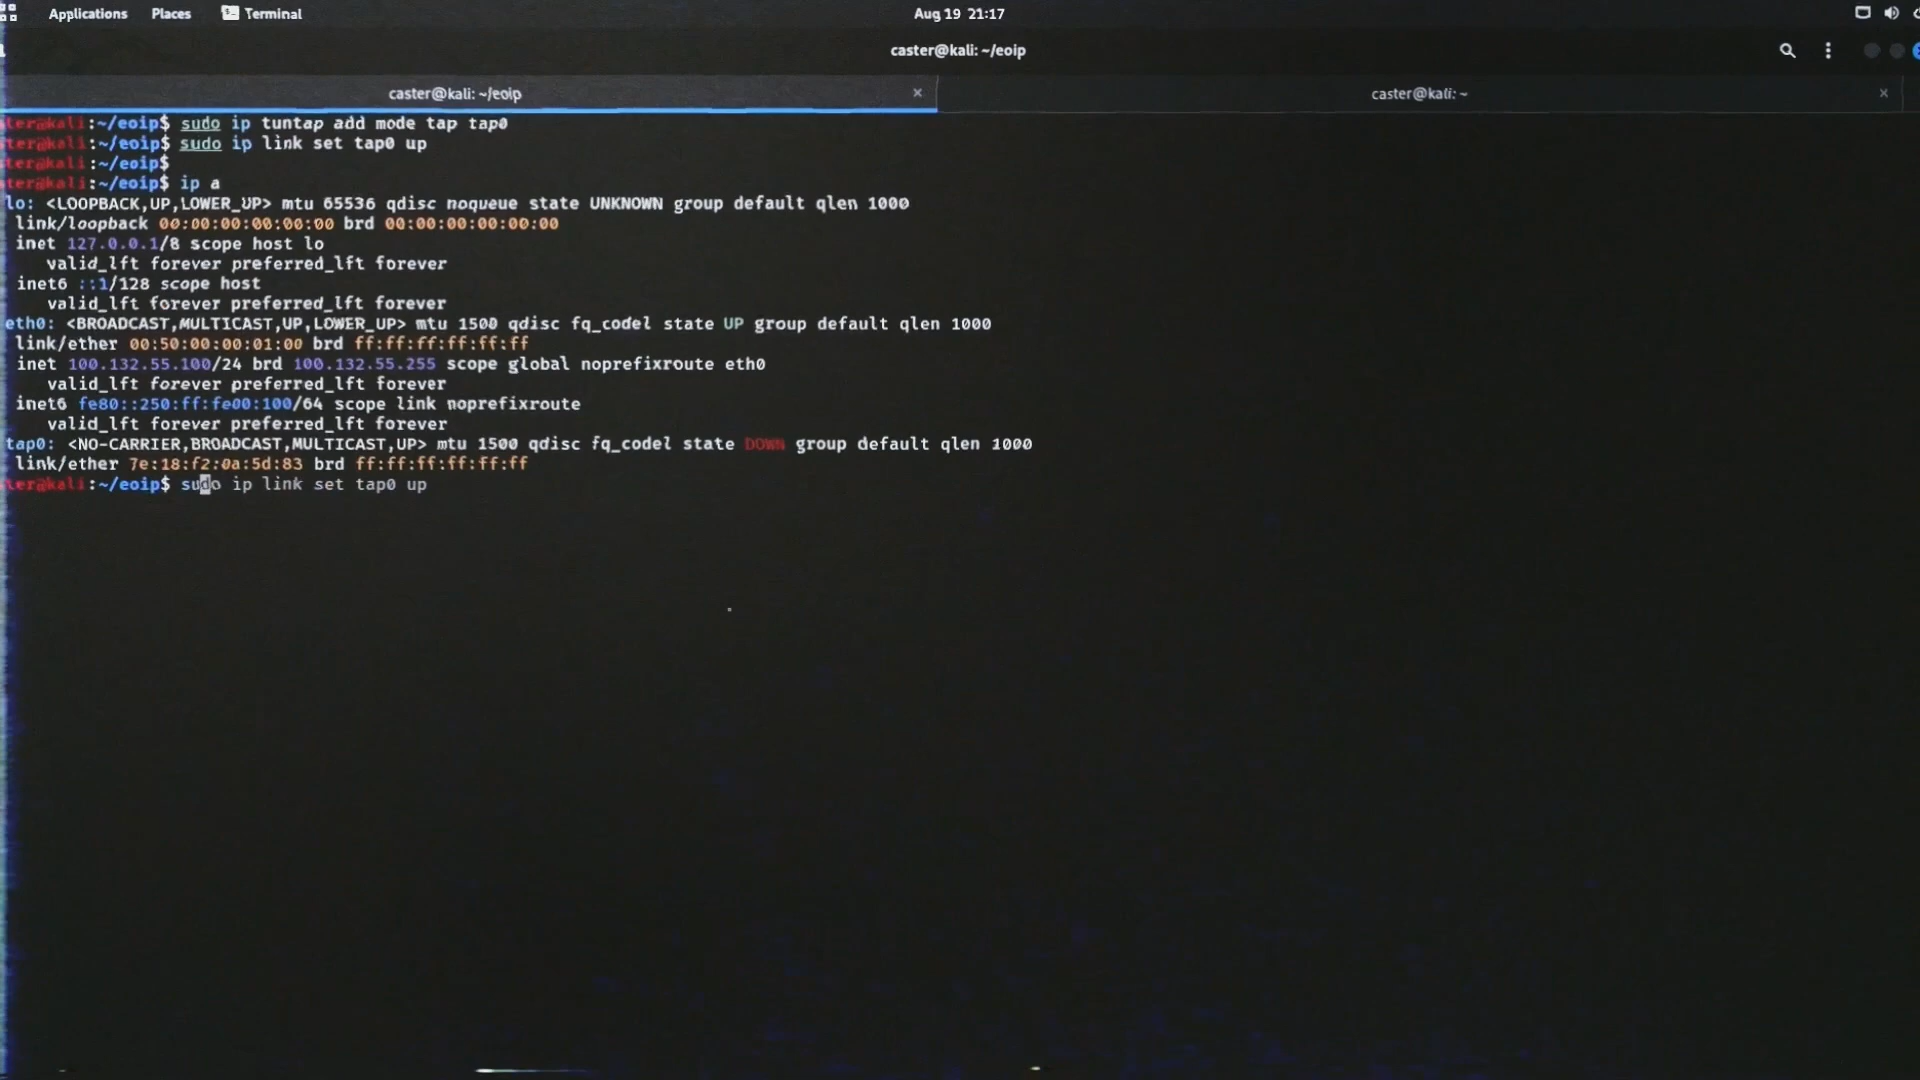 Applications Places Terminal Aug 19 21:17
caster@kali: ~/eoip
caster@kali: ~/eoip × caster@kali: ~ ×
ter@kali:~/eoip$ sudo ip tuntap add mode tap tap0
ter@kali:~/eoip$ sudo ip link set tap0 up
ter@kali:~/eoip$
ter@kali:~/eoip$ ip a
lo: <LOOPBACK,UP,LOWER_UP> mtu 65536 qdisc noqueue state UNKNOWN group default qlen 1000
link/loopback 00:00:00:00:00:00 brd 00:00:00:00:00:00
inet 127.0.0.1/8 scope host lo
valid_lft forever preferred_lft forever
inet6 ::1/128 scope host
valid_lft forever preferred_lft forever
eth0: <BROADCAST,MULTICAST,UP,LOWER_UP> mtu 1500 qdisc fq_codel state UP group default qlen 1000
link/ether 00:50:00:00:01:00 brd ff:ff:ff:ff:ff:ff
inet 100.132.55.100/24 brd 100.132.55.255 scope global noprefixroute eth0
valid_lft forever preferred_lft forever
inet6 fe80::250:ff:fe00:100/64 scope link noprefixroute
valid_lft forever preferred_lft forever
tap0: <NO-CARRIER,BROADCAST,MULTICAST,UP> mtu 1500 qdisc fq_codel state DOWN group default qlen 1000
link/ether 7e:18:f2:0a:5d:83 brd ff:ff:ff:ff:ff:ff
ter@kali:~/eoip$ sudo ip link set tap0 up